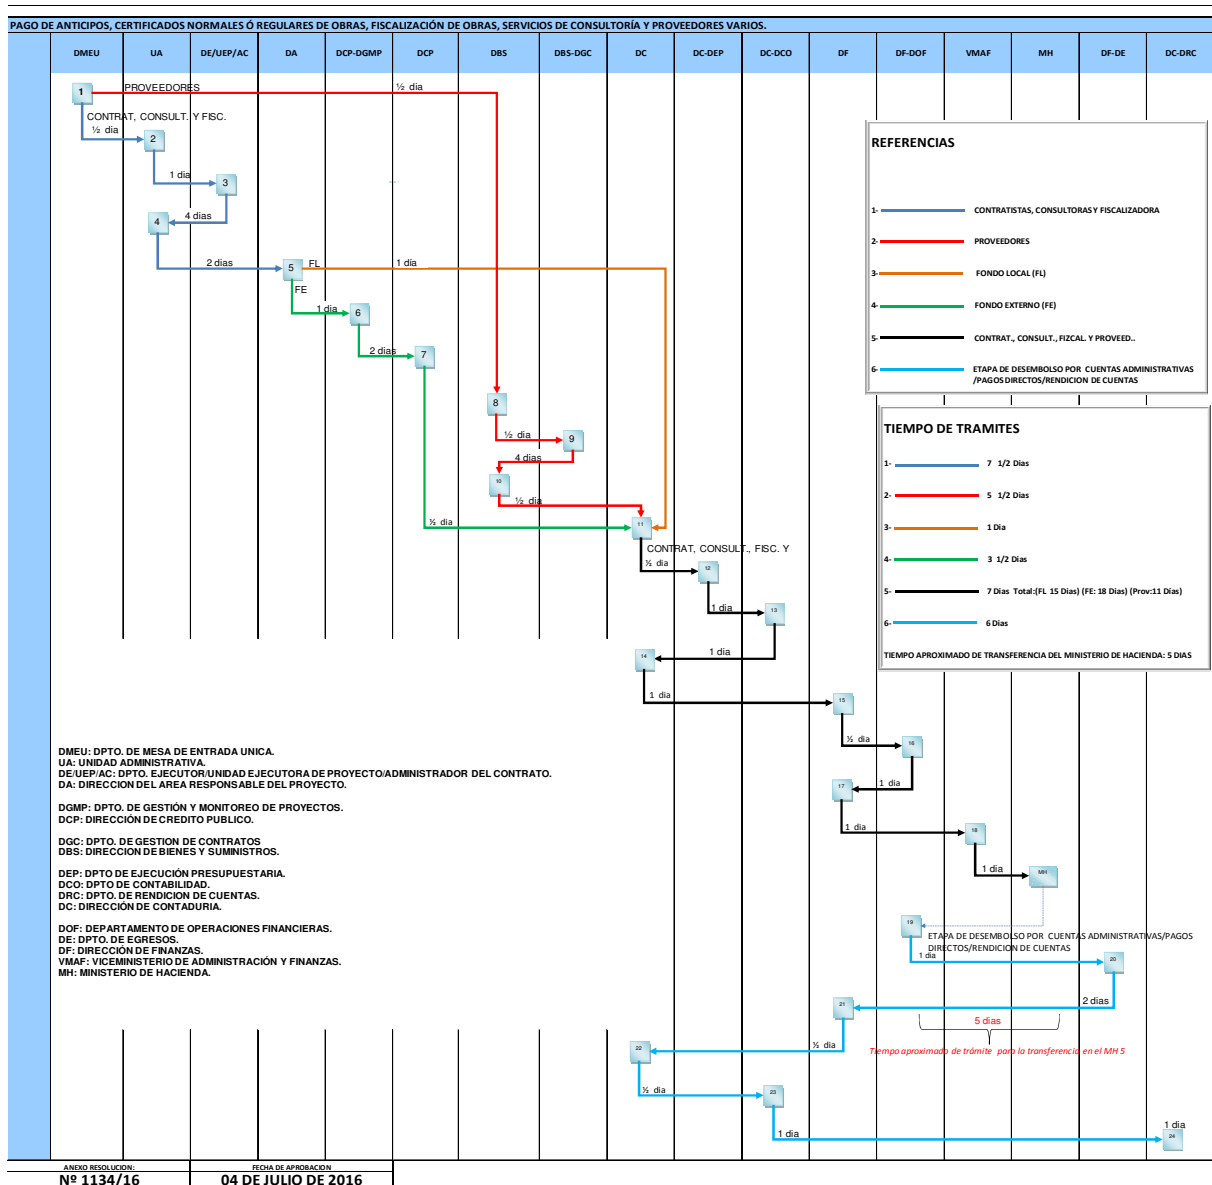 PAGO DE ANTICIPOS, CERTIFICADOS NORMALES Ó REGULARES DE OBRAS, FISCALIZACIÓN DE OBRAS, SERVICIOS DE CONSULTORÍA Y PROVEEDORES VARIOS.
DMEU UA DE/UEP/AC DA DCP-DGMP DCP DBS DBS-DGC DC DC-DEP DC-DCO DF DF-DOF VMAF MH DF-DE DC-DRC
1 PROVEEDORES ½ dia
CONTRAT, CONSULT. Y FISC.
½ dia
2
1 dia
3
4 4 dias
2 dias 5 FL 1 día
FE
1 dia 6
2 dias 7
8
½ dia 9
4 dias
10
½ dia
½ dia 11
CONTRAT, CONSULT., FISC. Y
½ dia 12
1 dia 13
14 1 dia
1 dia 15
½ dia 16
17 1 dia
1 dia 18
1 dia MH
19
ETAPA DE DESEMBOLSO POR CUENTAS ADMINISTRATIVAS/PAGOS
DIRECTOS/RENDICION DE CUENTAS
1 dia 20
21 2 dias
5 dias
Tiempo aproximado de trámite para la transferencia en el MH 5
22 ½ dia
½ dia 23
1 dia
1 dia
24
REFERENCIAS
1- CONTRATISTAS, CONSULTORAS Y FISCALIZADORA
2- PROVEEDORES
3- FONDO LOCAL (FL)
4- FONDO EXTERNO (FE)
5- CONTRAT., CONSULT., FIZCAL. Y PROVEED..
6- ETAPA DE DESEMBOLSO POR CUENTAS ADMINISTRATIVAS
/PAGOS DIRECTOS/RENDICION DE CUENTAS
TIEMPO DE TRAMITES
1- 7 1/2 Dias
2- 5 1/2 Dias
3- 1 Dia
4- 3 1/2 Dias
5- 7 Dias Total:(FL 15 Dias) (FE: 18 Dias) (Prov:11 Días)
6- 6 Dias
TIEMPO APROXIMADO DE TRANSFERENCIA DEL MINISTERIO DE HACIENDA: 5 DIAS
DMEU: DPTO. DE MESA DE ENTRADA UNICA.
UA: UNIDAD ADMINISTRATIVA.
DE/UEP/AC: DPTO. EJECUTOR/UNIDAD EJECUTORA DE PROYECTO/ADMINISTRADOR DEL CONTRATO.
DA: DIRECCION DEL AREA RESPONSABLE DEL PROYECTO.
DGMP: DPTO. DE GESTIÓN Y MONITOREO DE PROYECTOS.
DCP: DIRECCIÓN DE CREDITO PUBLICO.
DGC: DPTO. DE GESTION DE CONTRATOS
DBS: DIRECCION DE BIENES Y SUMINISTROS.
DEP: DPTO DE EJECUCIÓN PRESUPUESTARIA.
DCO: DPTO DE CONTABILIDAD.
DRC: DPTO. DE RENDICION DE CUENTAS.
DC: DIRECCIÓN DE CONTADURIA.
DOF: DEPARTAMENTO DE OPERACIONES FINANCIERAS.
DE: DPTO. DE EGRESOS.
DF: DIRECCIÓN DE FINANZAS.
VMAF: VICEMINISTERIO DE ADMINISTRACIÓN Y FINANZAS.
MH: MINISTERIO DE HACIENDA.
ANEXO RESOLUCION: FECHA DE APROBACION
Nº 1134/16 04 DE JULIO DE 2016